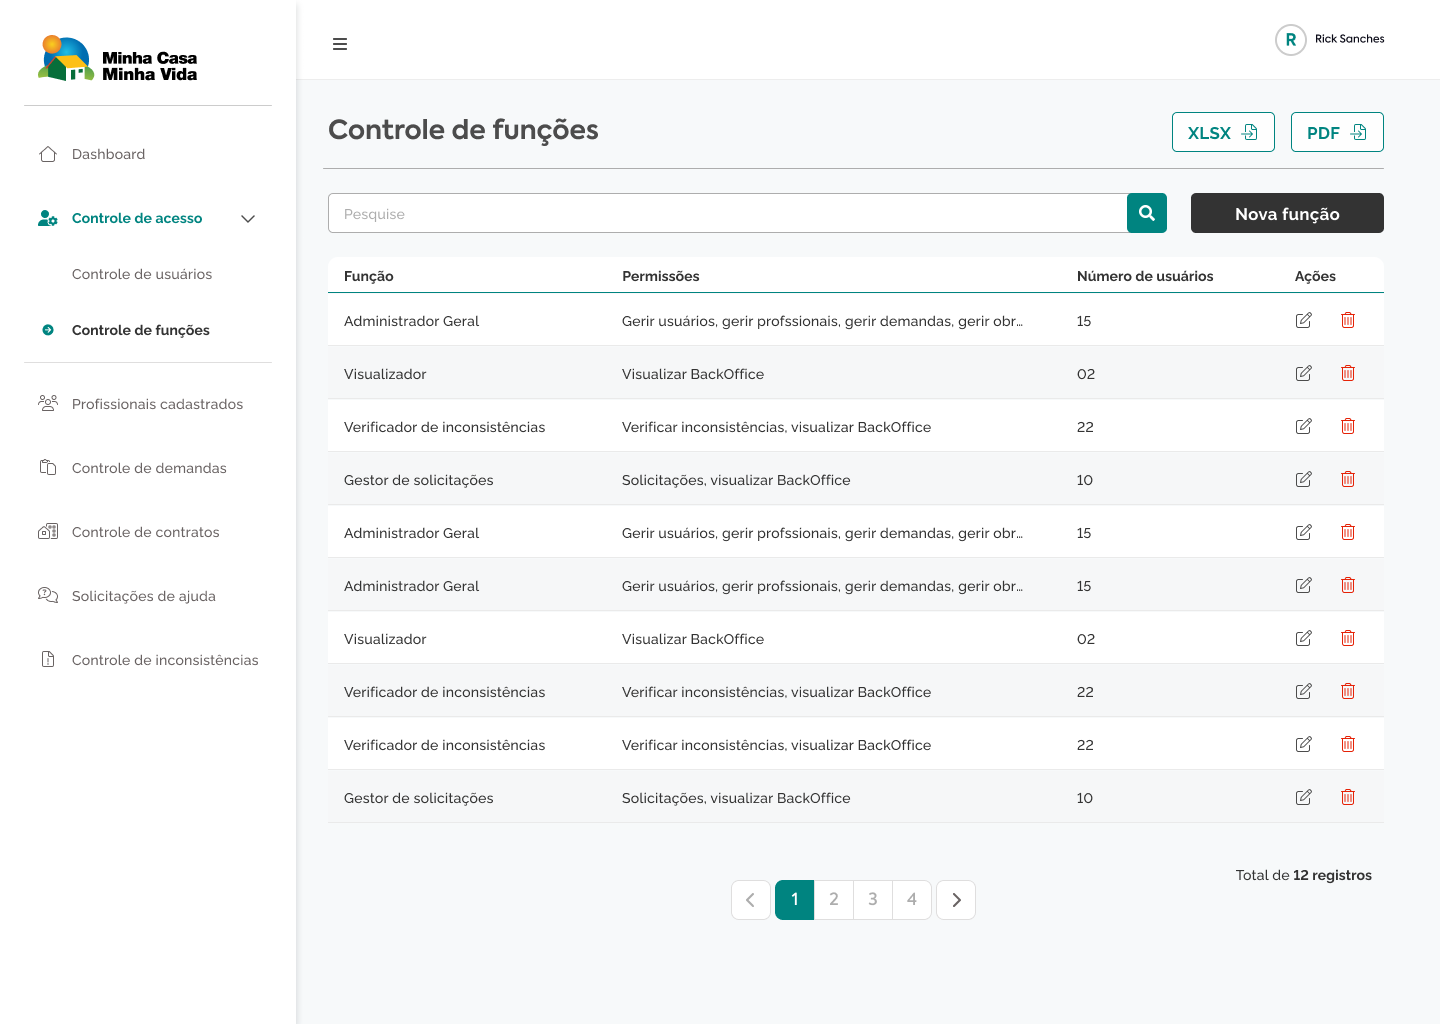 Minha Casa
Minha Vida
Rick Sanches
R
Dashboard
Controle de acesso
Controle de usuários
Controle de funções
Profissionais cadastrados
Controle de demandas
Controle de contratos
Solicitações de ajuda
Controle de inconsistências
Controle de funções
XLSX
PDF
Pesquise
Nova função
Função Permissões Número de usuários Ações
Administrador Geral Gerir usuários, gerir profssionais, gerir demandas, gerir obr... 15
Visualizador Visualizar BackOffice 02
Verificador de inconsistências Verificar inconsistências, visualizar BackOffice 22
Gestor de solicitações Solicitações, visualizar BackOffice 10
Administrador Geral Gerir usuários, gerir profssionais, gerir demandas, gerir obr... 15
Administrador Geral Gerir usuários, gerir profssionais, gerir demandas, gerir obr... 15
Visualizador Visualizar BackOffice 02
Verificador de inconsistências Verificar inconsistências, visualizar BackOffice 22
Verificador de inconsistências Verificar inconsistências, visualizar BackOffice 22
Gestor de solicitações Solicitações, visualizar BackOffice 10
Total de 12 registros
1 2 3 4